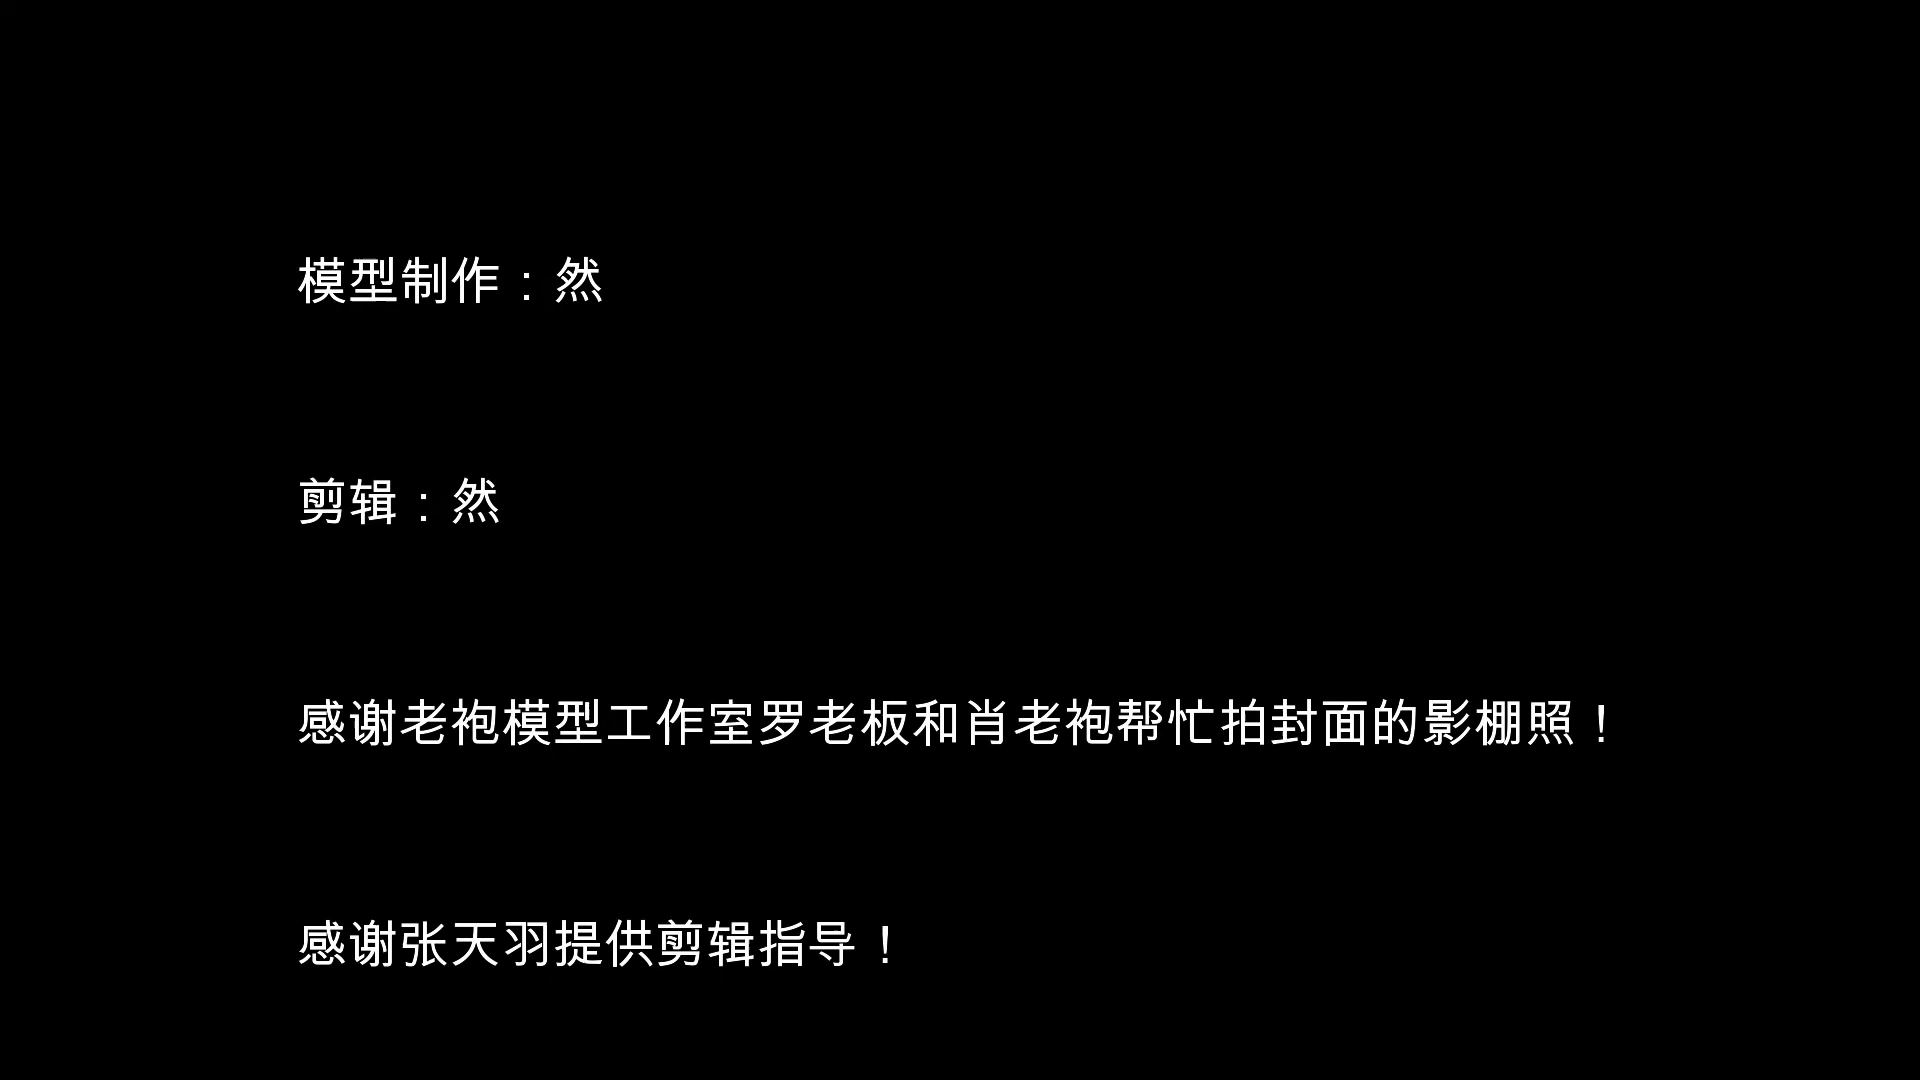 模型制作：然
剪辑：然
感谢老袍模型工作室罗老板和肖老袍帮忙拍封面的影棚照！
感谢张天羽提供剪辑指导！